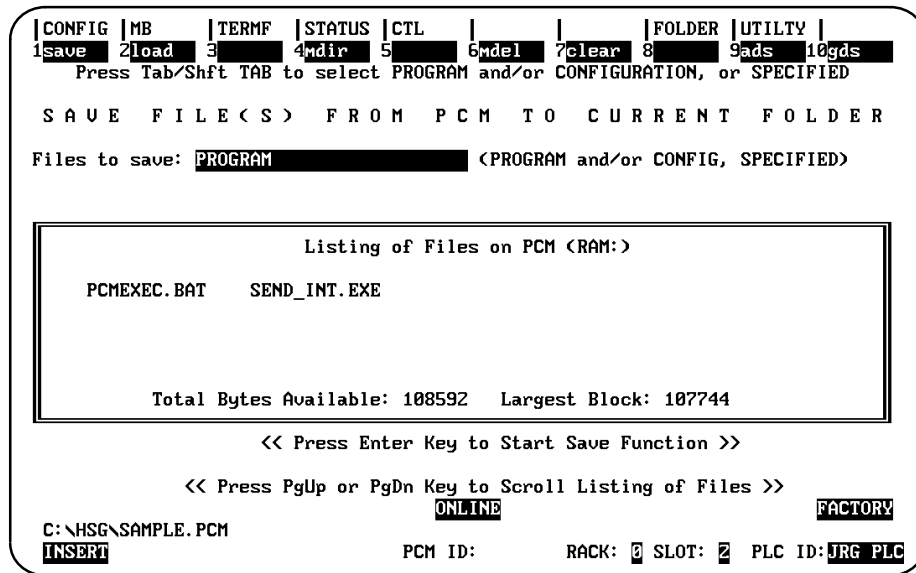 CONFIG MB TERMF STATUS CTL FOLDER UTILTY
1save 2load 3 4mdir 5 6mdel 7clear 8 9ads 10gds
Press Tab/Shft TAB to select PROGRAM and/or CONFIGURATION, or SPECIFIED
S A V E F I L E ( S ) F R O M P C M T O C U R R E N T F O L D E R
Files to save: PROGRAM (PROGRAM and/or CONFIG, SPECIFIED)
Listing of Files on PCM (RAM:)
PCMEXEC.BAT SEND_INT.EXE
Total Bytes Available: 108592 Largest Block: 107744
<< Press Enter Key to Start Save Function >>
<< Press PgUp or PgDn Key to Scroll Listing of Files >>
ONLINE FACTORY
C:\HSG\SAMPLE.PCM
INSERT PCM ID: RACK: 0 SLOT: 2 PLC ID: JRG PLC